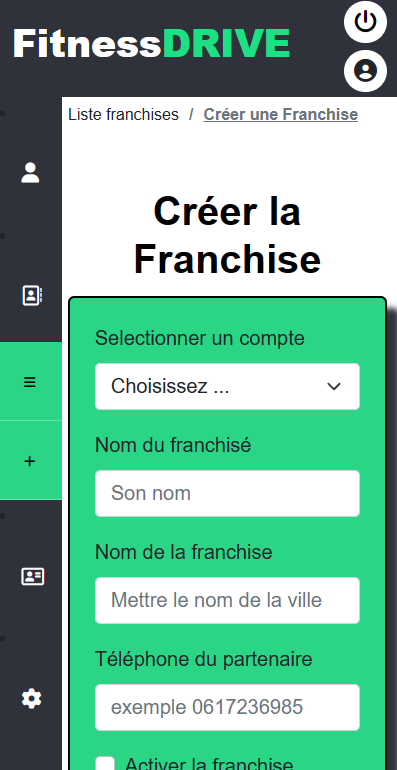 FitnessDRIVE
Liste franchises / Créer une Franchise
Créer la
Franchise
Selectionner un compte
Choisissez ...
Nom du franchisé
Son nom
Nom de la franchise
Mettre le nom de la ville
Téléphone du partenaire
exemple 0617236985
Activer la franchise